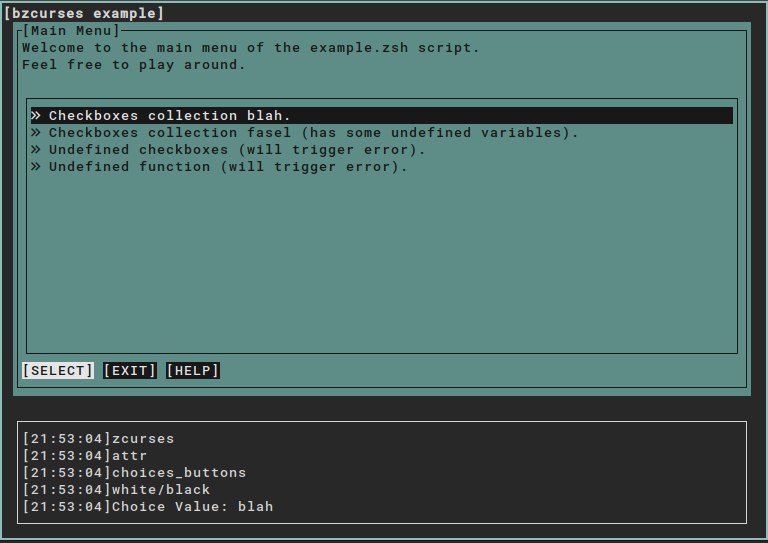 [bzcurses example]
[Main Menu]
Welcome to the main menu of the example.zsh script.
Feel free to play around.
» Checkboxes collection blah.
» Checkboxes collection fasel (has some undefined variables).
» Undefined checkboxes (will trigger error).
» Undefined function (will trigger error).
[SELECT] [EXIT] [HELP]
[21:53:04]zcurses
[21:53:04]attr
[21:53:04]choices_buttons
[21:53:04]white/black
[21:53:04]Choice Value: blah